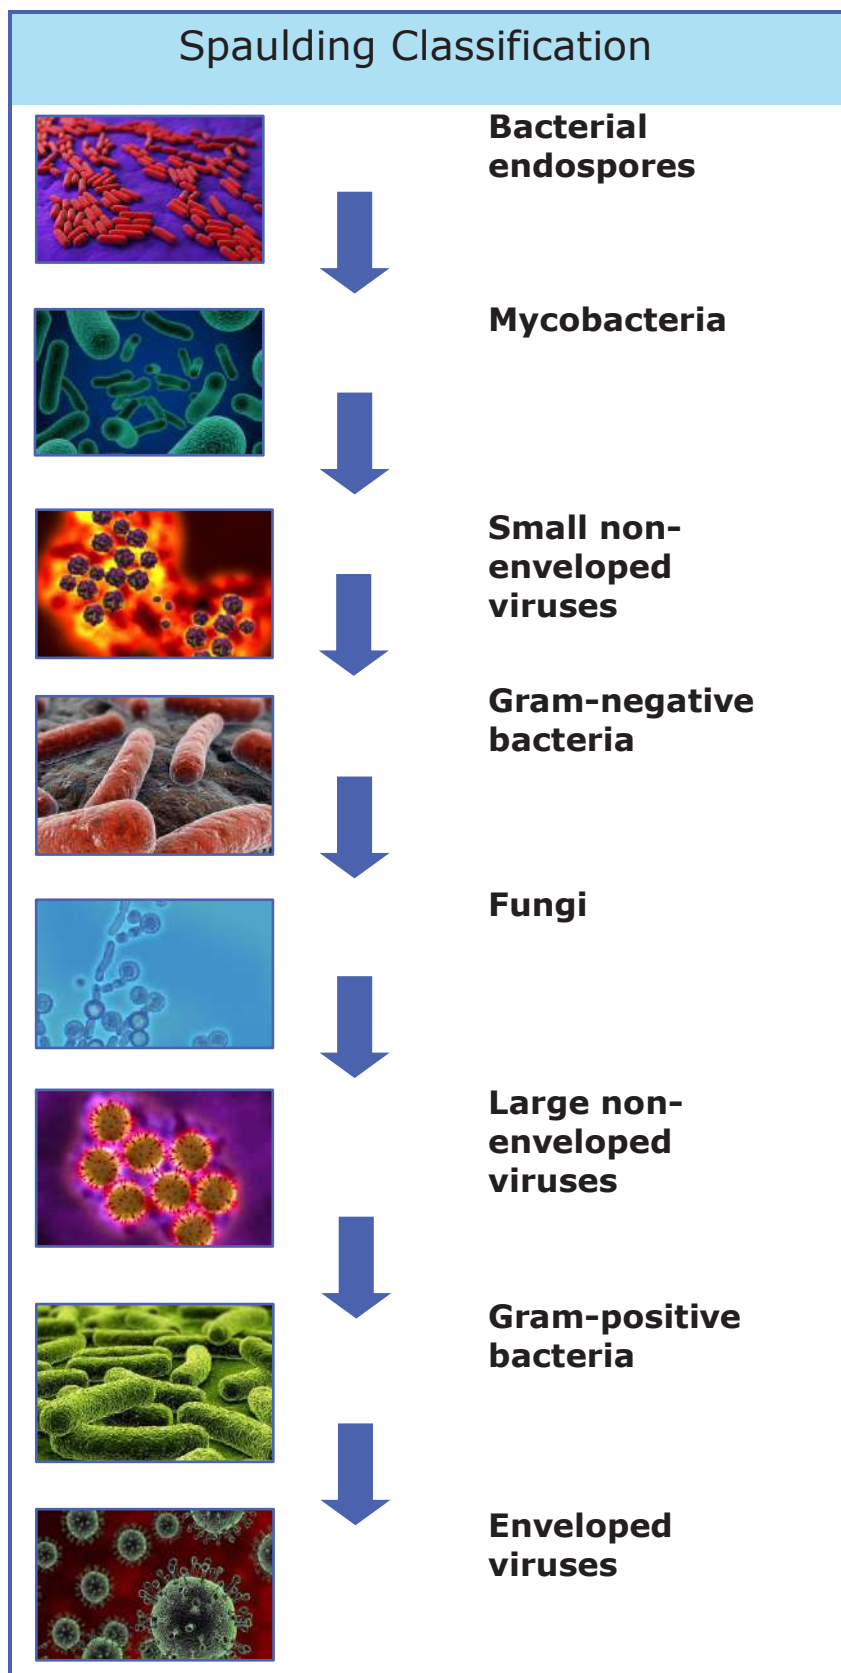 Spaulding Classification
Bacterial
endospores
Mycobacteria
Small non-
enveloped
viruses
Gram-negative
bacteria
Fungi
Large non-
enveloped
viruses
Gram-positive
bacteria
Enveloped
viruses